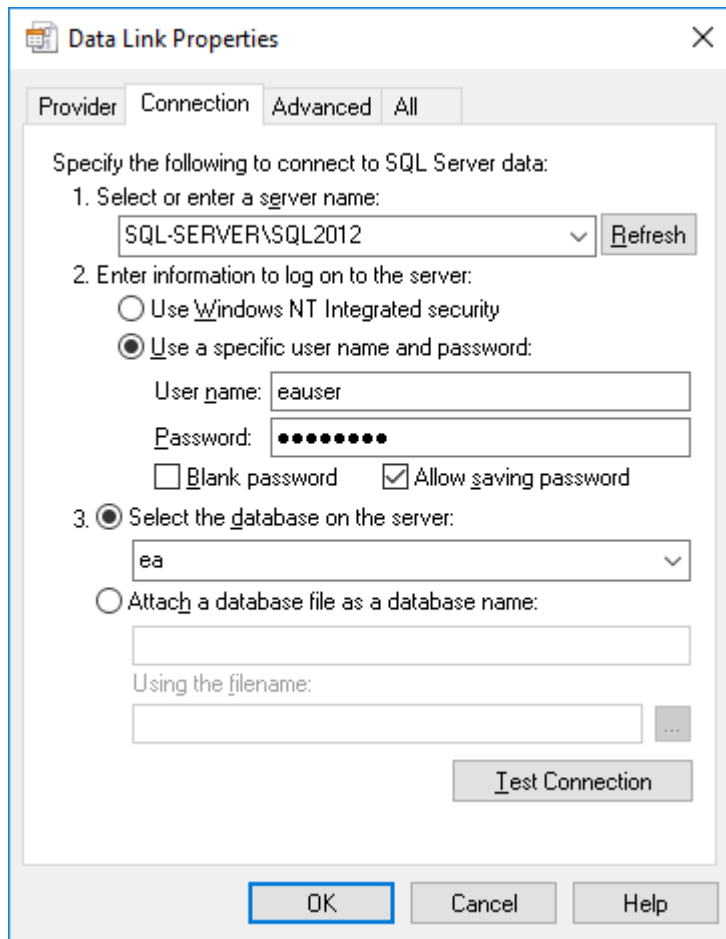 Data Link Properties
Provider Connection Advanced All
Specify the following to connect to SQL Server data:
1. Select or enter a server name:
SQL-SERVER\SQL2012 Refresh
2. Enter information to log on to the server:
Use Windows NT Integrated security
Use a specific user name and password:
User name: eauser
Password: ●●●●●●●●
Blank password Allow saving password
3. Select the database on the server:
ea
Attach a database file as a database name:
Using the filename:
...
Test Connection
OK Cancel Help